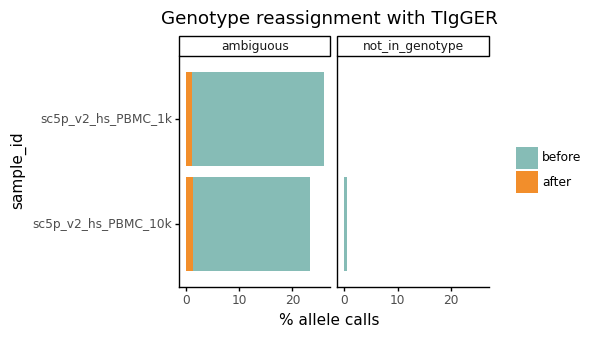 Genotype reassignment with TIgGER
ambiguous
not_in_genotype
sample_id
sc5p_v2_hs_PBMC_1k
sc5p_v2_hs_PBMC_10k
before
after
0 10 20
0 10 20
% allele calls